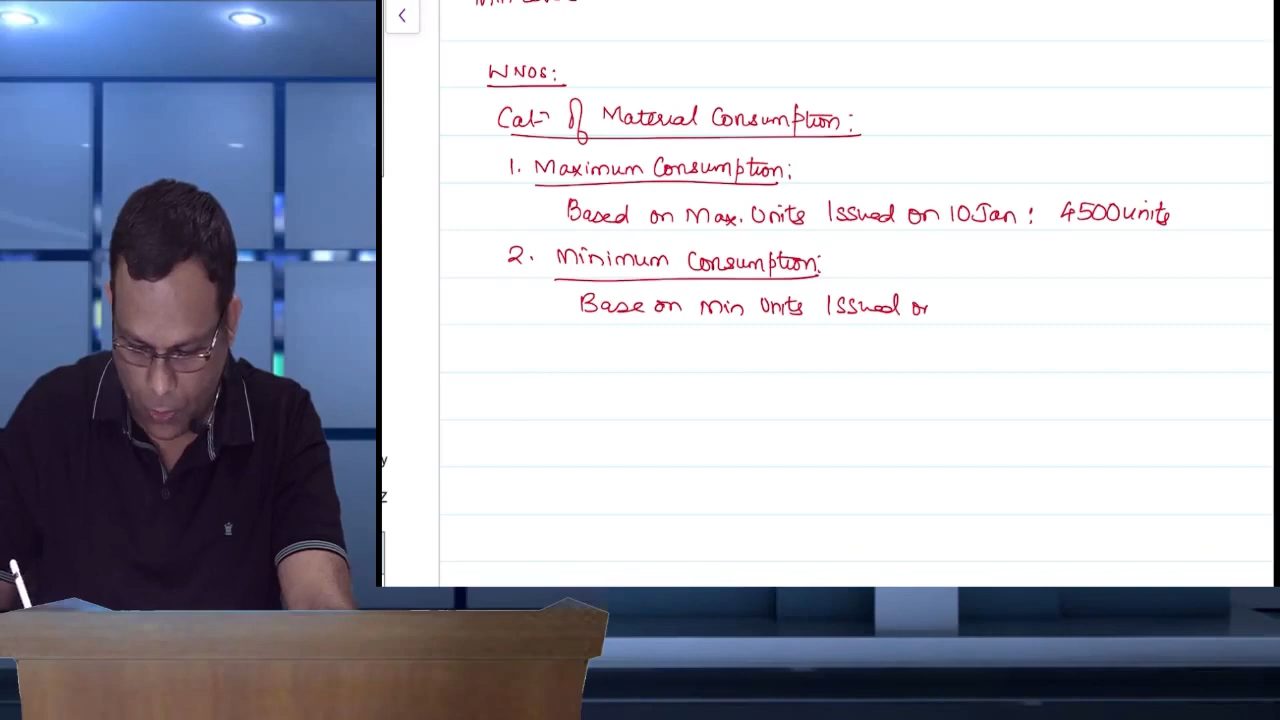 WNOS:
Caln of Material Consumption:
1. Maximum Consumption:
Based on Max. Units Issued on 10 Jan : 4500 units
2. Minimum Consumption:
Base on Min Units Issued or
y
Z